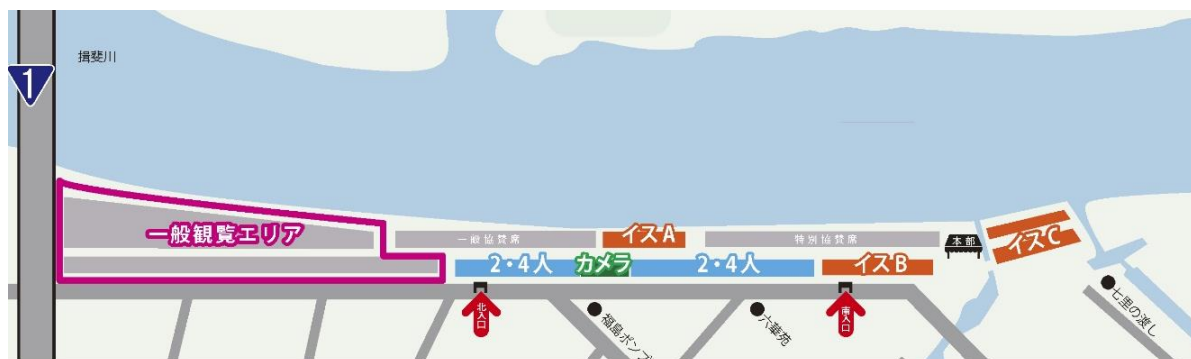 揖斐川
1
一般観覧エリア
一般協賛席
イスA
特別協賛席
本部
イスC
2・4人
カメラ
2・4人
イスB
北入口
南入口
福島ポンプ
六華苑
七里の渡し